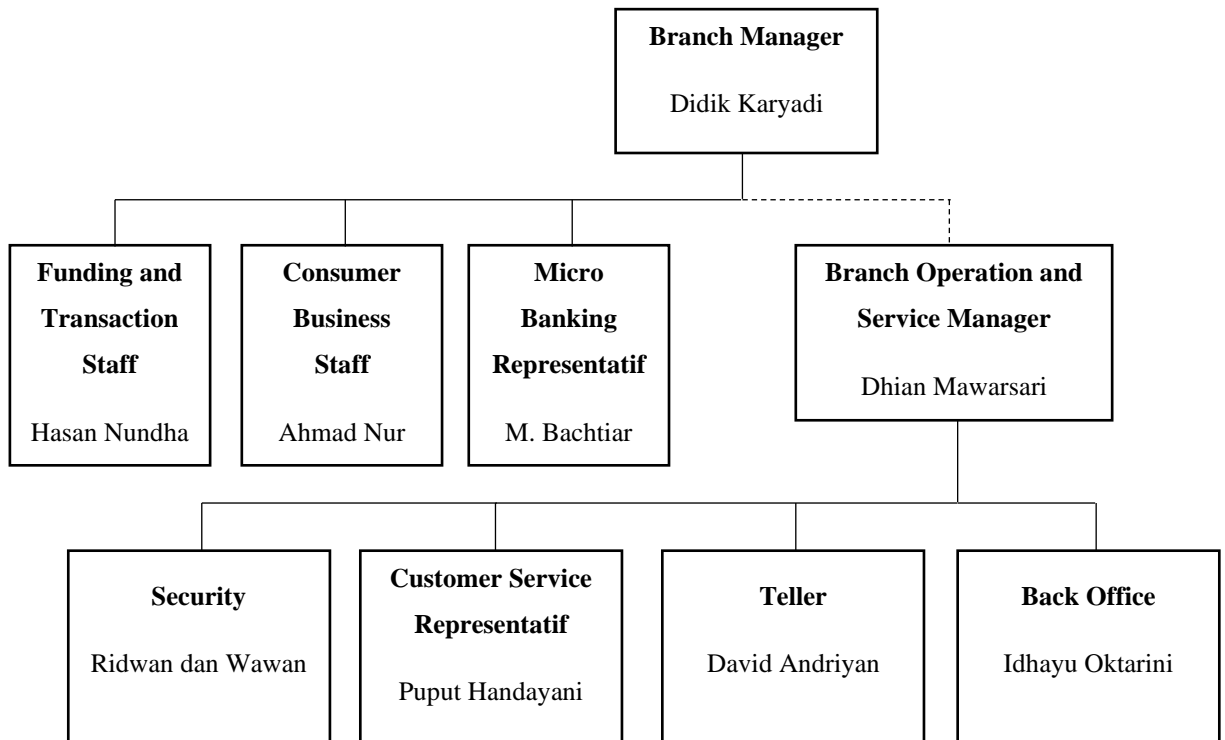 Branch Manager
Didik Karyadi
Funding and
Transaction
Staff
Hasan Nundha
Consumer
Business
Staff
Ahmad Nur
Micro
Banking
Representatif
M. Bachtiar
Branch Operation and
Service Manager
Dhian Mawarsari
Security
Ridwan dan Wawan
Customer Service
Representatif
Puput Handayani
Teller
David Andriyan
Back Office
Idhayu Oktarini